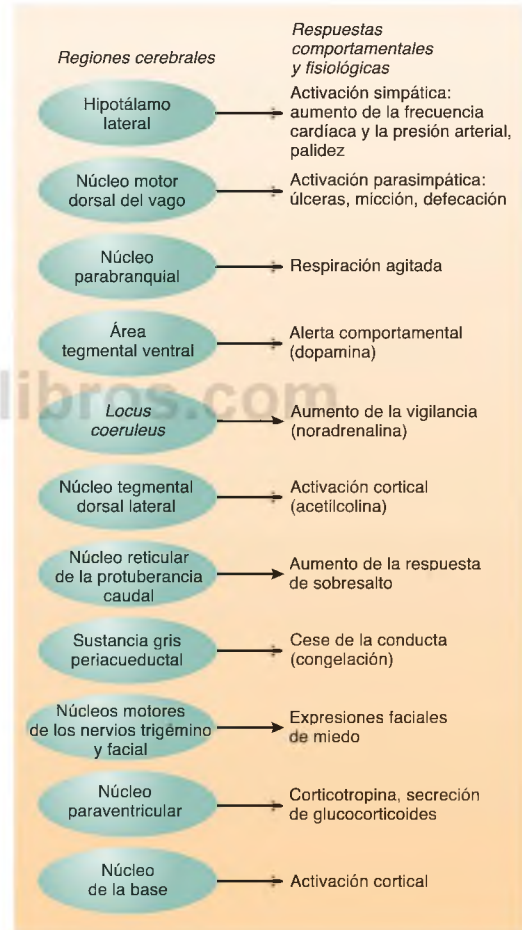 Regiones cerebrales
Respuestas
comportamentales
y fisiológicas
Hipotálamo
lateral
Activación simpática:
aumento de la frecuencia
cardíaca y la presión arterial,
palidez
Núcleo motor
dorsal del vago
Activación parasimpática:
úlceras, micción, defecación
Núcleo
parabranquial
Respiración agitada
Área
tegmental ventral
Alerta comportamental
(dopamina)
libros.com
Locus
coeruleus
Aumento de la vigilancia
(noradrenalina)
Núcleo tegmental
dorsal lateral
Activación cortical
(acetilcolina)
Núcleo reticular
de la protuberancia
caudal
Aumento de la respuesta
de sobresalto
Sustancia gris
periacueductal
Cese de la conducta
(congelación)
Núcleos motores
de los nervios trigémino
y facial
Expresiones faciales
de miedo
Núcleo
paraventricular
Corticotropina, secreción
de glucocorticoides
Núcleo
de la base
Activación cortical